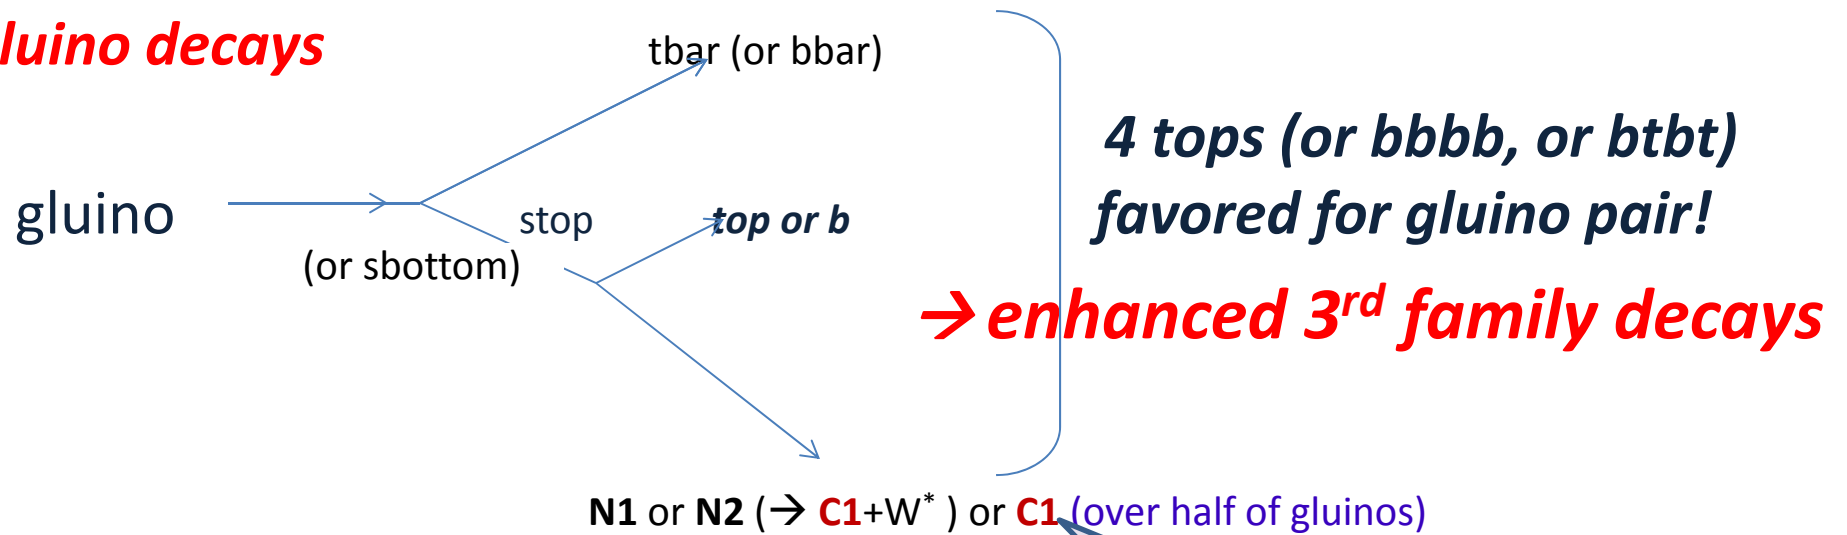 luino decays
tbar (or bbar)
4 tops (or bbbb, or btbt)
favored for gluino pair!
gluino
stop
top or b
(or sbottom)
→ enhanced 3rd family decays
N1 or N2 (→ C1+W* ) or C1 (over half of gluinos)